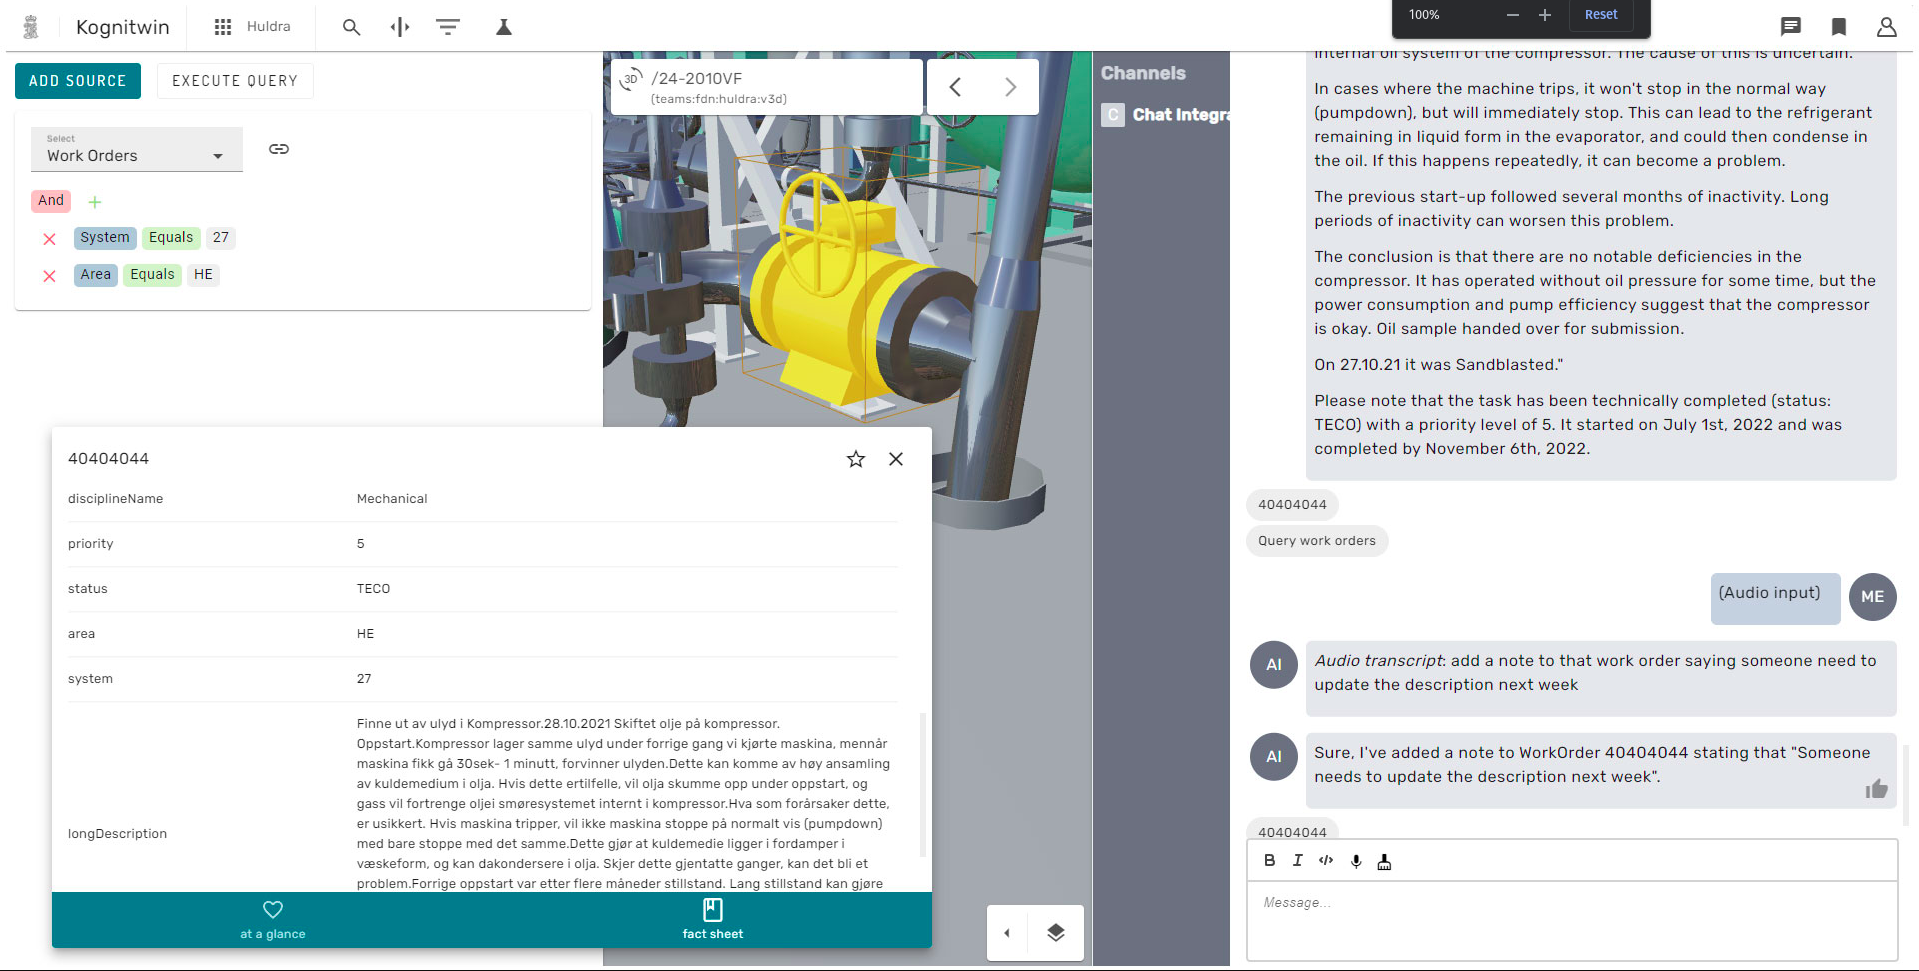 Kognitwin
Huldra
100%
Reset
ADD SOURCE
EXECUTE QUERY
Select
Work Orders
And
System Equals 27
Area Equals HE
3D
/24-2010VF
(teams:fdn:huldra:v3d)
Channels
C Chat Integra
40404044
disciplineName Mechanical
priority 5
status TECO
area HE
system 27
longDescription
Finne ut av ulyd i Kompressor.28.10.2021 Skiftet olje på kompressor.
Oppstart.Kompressor lager samme ulyd under forrige gang vi kjørte maskina, mennår
maskina fikk gå 30sek- 1 minutt, forvinner ulyden.Dette kan komme av høy ansamling
av kuldemedium i olja. Hvis dette ertilfelle, vil olja skumme opp under oppstart, og
gass vil fortrenge oljei smøresystemet internt i kompressor.Hva som forårsaker dette,
er usikkert. Hvis maskina tripper, vil ikke maskina stoppe på normalt vis (pumpdown)
med bare stoppe med det samme.Dette gjør at kuldemedie ligger i fordamper i
væskeform, og kan dakondersere i olja. Skjer dette gjentatte ganger, kan det bli et
problem.Forrige oppstart var etter flere måneder stillstand. Lang stillstand kan gjøre
at a glance
fact sheet
internal oil system of the compressor. The cause of this is uncertain.
In cases where the machine trips, it won't stop in the normal way
(pumpdown), but will immediately stop. This can lead to the refrigerant
remaining in liquid form in the evaporator, and could then condense in
the oil. If this happens repeatedly, it can become a problem.
The previous start-up followed several months of inactivity. Long
periods of inactivity can worsen this problem.
The conclusion is that there are no notable deficiencies in the
compressor. It has operated without oil pressure for some time, but the
power consumption and pump efficiency suggest that the compressor
is okay. Oil sample handed over for submission.
On 27.10.21 it was Sandblasted."
Please note that the task has been technically completed (status:
TECO) with a priority level of 5. It started on July 1st, 2022 and was
completed by November 6th, 2022.
40404044
Query work orders
(Audio input)
ME
AI
Audio transcript: add a note to that work order saying someone need to
update the description next week
AI
Sure, I've added a note to WorkOrder 40404044 stating that "Someone
needs to update the description next week".
40404044
B I </>
Message...